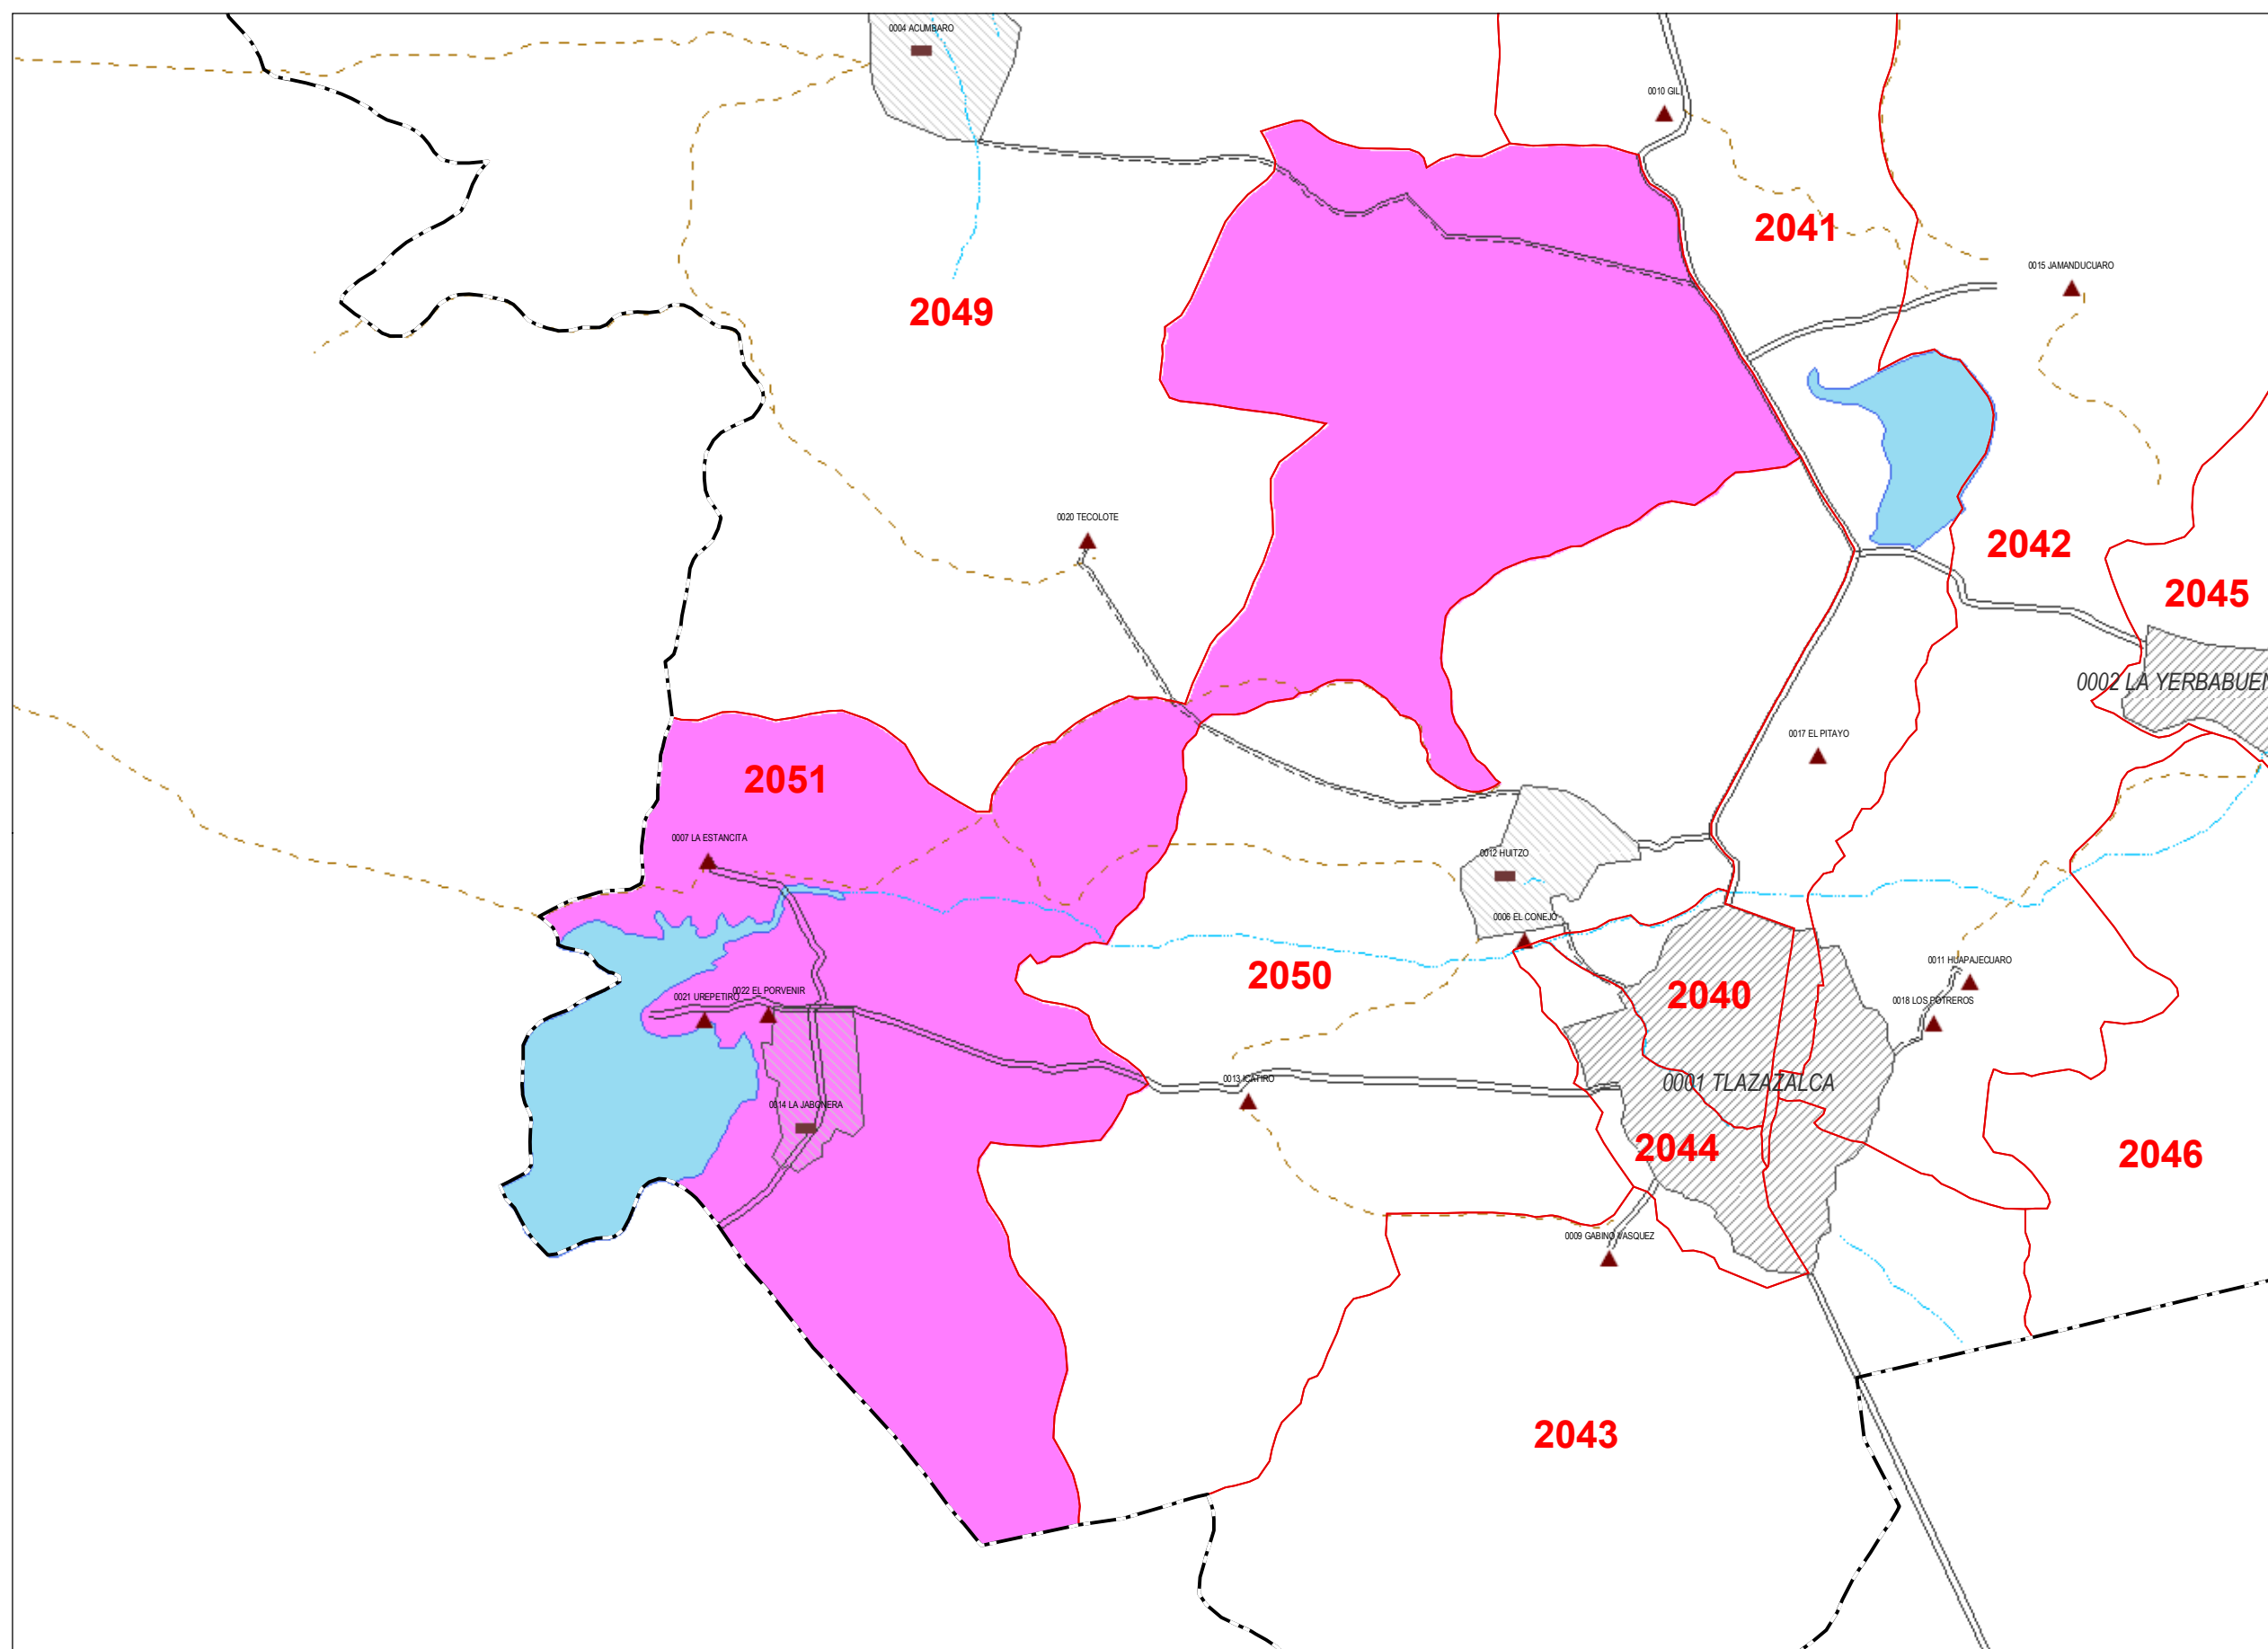 0004 ACUMBARO
0010 GIL
2041
0015 JAMANDUCUARO
2049
0020 TECOLOTE
2042
2045
0002 LA YERBABUEN
0017 EL PITAYO
2051
0007 LA ESTANCITA
0012 HUITZO
0006 EL CONEJO
2050
0011 HUAPAJECUARO
2040
0018 LOS POTREROS
0022 EL PORVENIR
0021 UREPETIRO
0013 ICATIRO
0001 TLAZAZALCA
0014 LA JABONERA
2044
2046
0009 GABINO VASQUEZ
2043